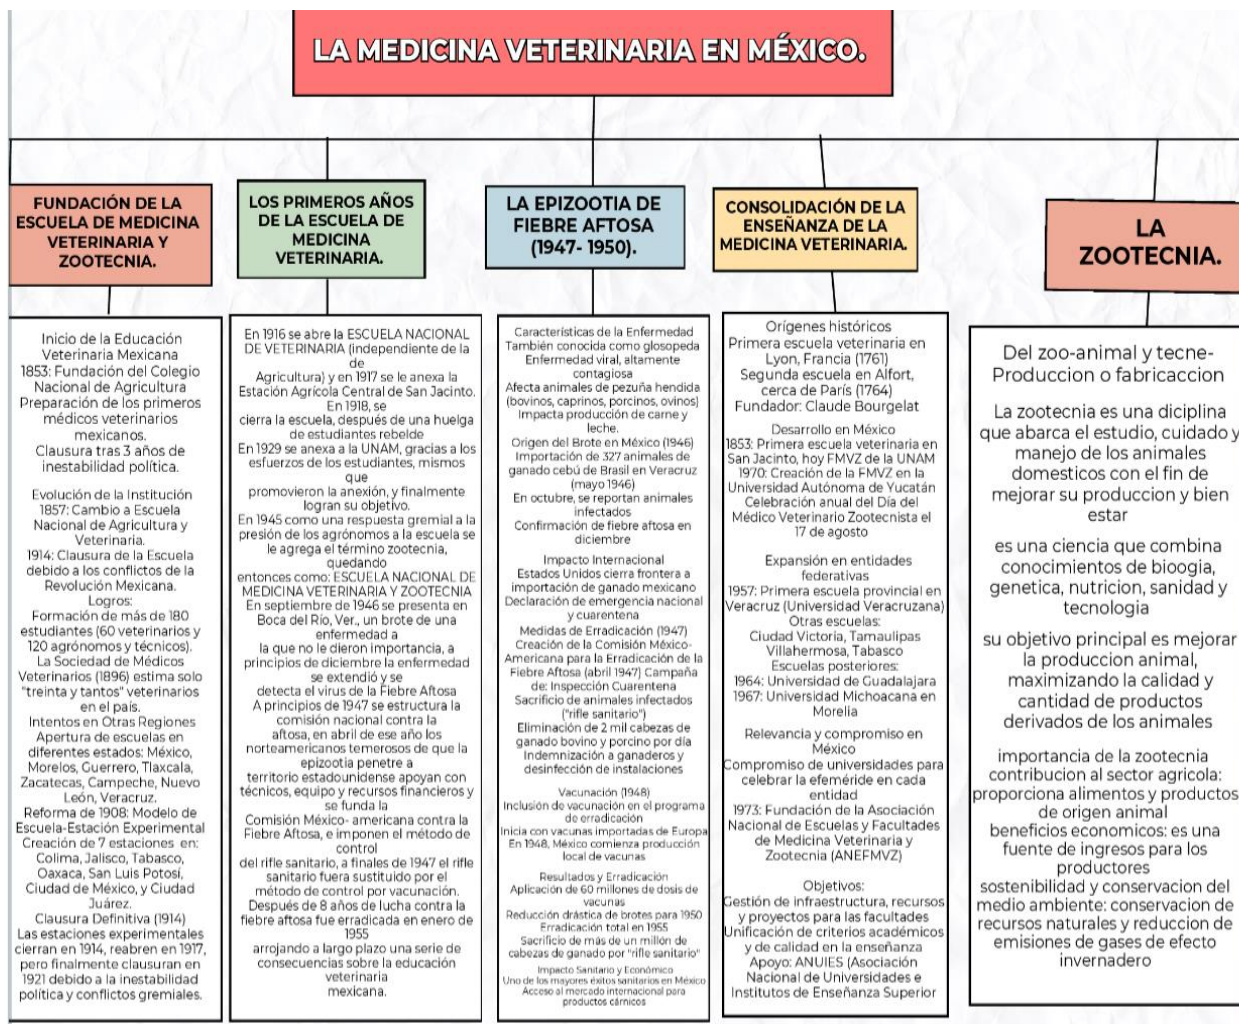 LA MEDICINA VETERINARIA EN MÉXICO.
FUNDACIÓN DE LA
ESCUELA DE MEDICINA
VETERINARIA Y
ZOOTECNIA.
Inicio de la Educación
Veterinaria Mexicana
1853: Fundación del Colegio
Nacional de Agricultura
Preparación de los primeros
médicos veterinarios
mexicanos.
Clausura tras 3 años de
inestabilidad política.
Evolución de la Institución
1857: Cambio a Escuela
Nacional de Agricultura y
Veterinaria.
1914: Clausura de la Escuela
debido a los conflictos de la
Revolución Mexicana.
Logros:
Formación de más de 180
estudiantes (60 veterinarios y
120 agrónomos y técnicos).
La Sociedad de Médicos
Veterinarios (1896) estima solo
"treinta y tantos" veterinarios
en el país.
Intentos en Otras Regiones
Apertura de escuelas en
diferentes estados: México,
Morelos, Guerrero, Tlaxcala,
Zacatecas, Campeche, Nuevo
León, Veracruz.
Reforma de 1908: Modelo de
Escuela-Estación Experimental
Creación de 7 estaciones en:
Colima, Jalisco, Tabasco,
Oaxaca, San Luis Potosí,
Ciudad de México, y Ciudad
Juárez.
Clausura Definitiva (1914)
Las estaciones experimentales
cierran en 1914, reabren en 1917,
pero finalmente clausuran en
1921 debido a la inestabilidad
política y conflictos gremiales.
LOS PRIMEROS AÑOS
DE LA ESCUELA DE
MEDICINA
VETERINARIA.
En 1916 se abre la ESCUELA NACIONAL
DE VETERINARIA (independiente de la
de
Agricultura) y en 1917 se le anexa la
Estación Agrícola Central de San Jacinto.
En 1918, se
cierra la escuela, después de una huelga
de estudiantes rebelde
En 1929 se anexa a la UNAM, gracias a los
esfuerzos de los estudiantes, mismos
que
promovieron la anexión, y finalmente
logran su objetivo.
En 1945 como una respuesta gremial a la
presión de los agrónomos a la escuela se
le agrega el término zootecnia,
quedando
entonces como: ESCUELA NACIONAL DE
MEDICINA VETERINARIA Y ZOOTECNIA
En septiembre de 1946 se presenta en
Boca del Río, Ver., un brote de una
enfermedad a
la que no le dieron importancia, a
principios de diciembre la enfermedad
se extendió y se
detecta el virus de la Fiebre Aftosa
A principios de 1947 se estructura la
comisión nacional contra la
aftosa, en abril de ese año los
norteamericanos temerosos de que la
epizootia penetre a
territorio estadounidense apoyan con
técnicos, equipo y recursos financieros y
se funda la
Comisión México- americana contra la
Fiebre Aftosa, e imponen el método de
control
del rifle sanitario, a finales de 1947 el rifle
sanitario fuera sustituido por el
método de control por vacunación.
Después de 8 años de lucha contra la
fiebre aftosa fue erradicada en enero de
1955
arrojando a largo plazo una serie de
consecuencias sobre la educación
veterinaria
mexicana.
LA EPIZOOTIA DE
FIEBRE AFTOSA
(1947- 1950).
Características de la Enfermedad
También conocida como glosopeda
Enfermedad viral, altamente
contagiosa
Afecta animales de pezuña hendida
(bovinos, caprinos, porcinos, ovinos)
Impacta producción de carne y
leche.
Origen del Brote en México (1946)
Importación de 327 animales de
ganado cebú de Brasil en Veracruz
(mayo 1946)
En octubre, se reportan animales
infectados
Confirmación de fiebre aftosa en
diciembre
Impacto Internacional
Estados Unidos cierra frontera a
importación de ganado mexicano
Declaración de emergencia nacional
y cuarentena
Medidas de Erradicación (1947)
Creación de la Comisión México-
Americana para la Erradicación de la
Fiebre Aftosa (abril 1947) Campaña
de: Inspección Cuarentena
Sacrificio de animales infectados
("rifle sanitario")
Eliminación de 2 mil cabezas de
ganado bovino y porcino por día
Indemnización a ganaderos y
desinfección de instalaciones
Vacunación (1948)
Inclusión de vacunación en el programa
de erradicación
Inicia con vacunas importadas de Europa
En 1948, México comienza producción
local de vacunas
Resultados y Erradicación
Aplicación de 60 millones de dosis de
vacunas
Reducción drástica de brotes para 1950
Erradicación total en 1955
Sacrificio de más de un millón de
cabezas de ganado por "rifle sanitario"
Impacto Sanitario y Económico
Uno de los mayores éxitos sanitarios en México
Acceso al mercado internacional para
productos cárnicos
CONSOLIDACIÓN DE LA
ENSEÑANZA DE LA
MEDICINA VETERINARIA.
Orígenes históricos
Primera escuela veterinaria en
Lyon, Francia (1761)
Segunda escuela en Alfort,
cerca de París (1764)
Fundador: Claude Bourgelat
Desarrollo en México
1853: Primera escuela veterinaria en
San Jacinto, hoy FMVZ de la UNAM
1970: Creación de la FMVZ en la
Universidad Autónoma de Yucatán
Celebración anual del Día del
Médico Veterinario Zootecnista el
17 de agosto
Expansión en entidades
federativas
1957: Primera escuela provincial en
Veracruz (Universidad Veracruzana)
Otras escuelas:
Ciudad Victoria, Tamaulipas
Villahermosa, Tabasco
Escuelas posteriores:
1964: Universidad de Guadalajara
1967: Universidad Michoacana en
Morelia
Relevancia y compromiso en
México
Compromiso de universidades para
celebrar la efeméride en cada
entidad
1973: Fundación de la Asociación
Nacional de Escuelas y Facultades
de Medicina Veterinaria y
Zootecnia (ANEFMVZ)
Objetivos:
Gestión de infraestructura, recursos
y proyectos para las facultades
Unificación de criterios académicos
y de calidad en la enseñanza
Apoyo: ANUIES (Asociación
Nacional de Universidades e
Institutos de Enseñanza Superior
LA
ZOOTECNIA.
Del zoo-animal y tecne-
Produccion o fabricaccion
La zootecnia es una diciplina
que abarca el estudio, cuidado y
manejo de los animales
domesticos con el fin de
mejorar su produccion y bien
estar
es una ciencia que combina
conocimientos de bioogia,
genetica, nutricion, sanidad y
tecnologia
su objetivo principal es mejorar
la produccion animal,
maximizando la calidad y
cantidad de productos
derivados de los animales
importancia de la zootecnia
contribucion al sector agricola:
proporciona alimentos y productos
de origen animal
beneficios economicos: es una
fuente de ingresos para los
productores
sostenibilidad y conservacion del
medio ambiente: conservacion de
recursos naturales y reduccion de
emisiones de gases de efecto
invernadero